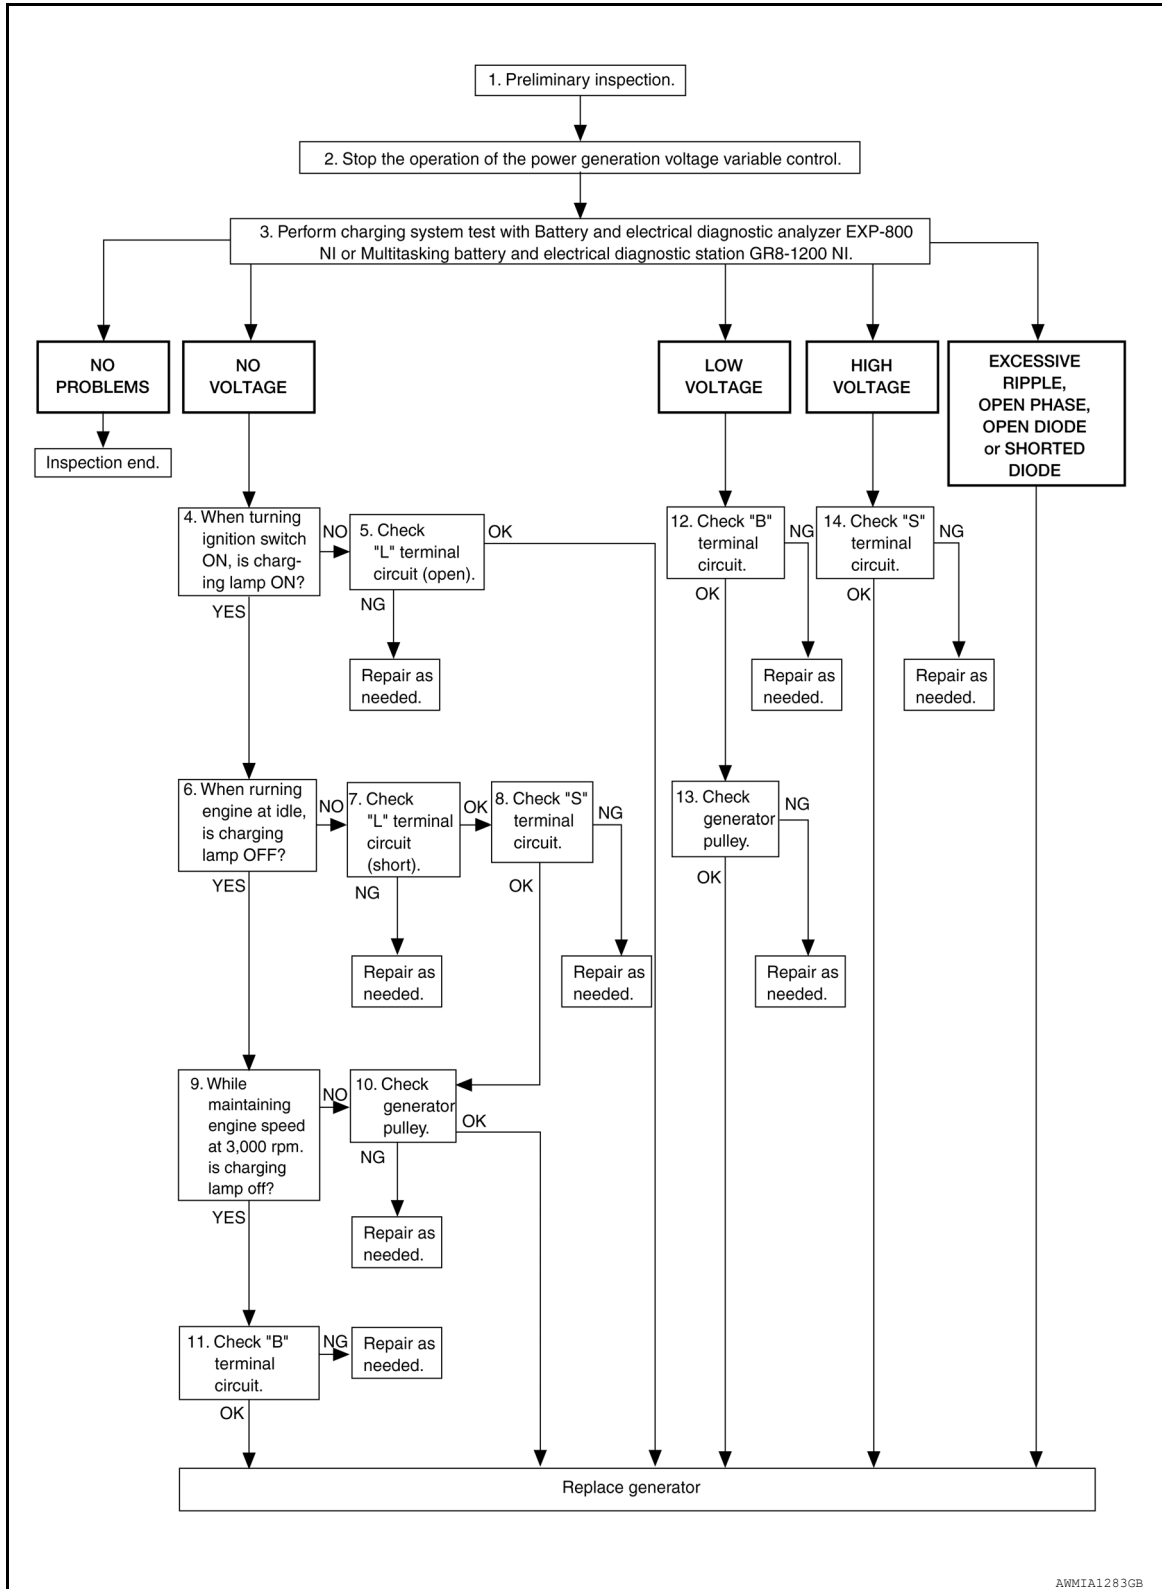 1. Preliminary inspection.
2. Stop the operation of the power generation voltage variable control.
3. Perform charging system test with Battery and electrical diagnostic analyzer EXP-800
NI or Multitasking battery and electrical diagnostic station GR8-1200 NI.
NO
PROBLEMS
NO
VOLTAGE
LOW
VOLTAGE
HIGH
VOLTAGE
EXCESSIVE
RIPPLE,
OPEN PHASE,
OPEN DIODE
or SHORTED
DIODE
Inspection end.
4. When turning
ignition switch
ON, is charg-
ing lamp ON?
NO
YES
5. Check
"L" terminal
circuit (open).
OK
NG
Repair as
needed.
12. Check "B"
terminal
circuit.
NG
OK
Repair as
needed.
14. Check "S"
terminal
circuit.
NG
OK
Repair as
needed.
6. When rurning
engine at idle,
is charging
lamp OFF?
NO
YES
7. Check
"L" terminal
circuit
(short).
OK
NG
Repair as
needed.
8. Check "S"
terminal
circuit.
NG
OK
Repair as
needed.
13. Check
generator
pulley.
NG
OK
Repair as
needed.
9. While
maintaining
engine speed
at 3,000 rpm.
is charging
lamp off?
NO
YES
10. Check
generator
pulley.
OK
NG
Repair as
needed.
11. Check "B"
terminal
circuit.
NG
OK
Repair as
needed.
Replace generator
AWMIA1283GB